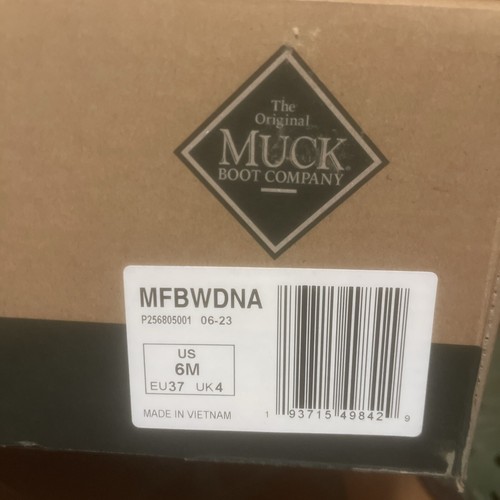 The
Original
MUCK
BOOT COMPANY
MFBWDNA
P256805001 06-23
US
6M
EU37 UK4
MADE IN VIETNAM
1 93715 49842 9